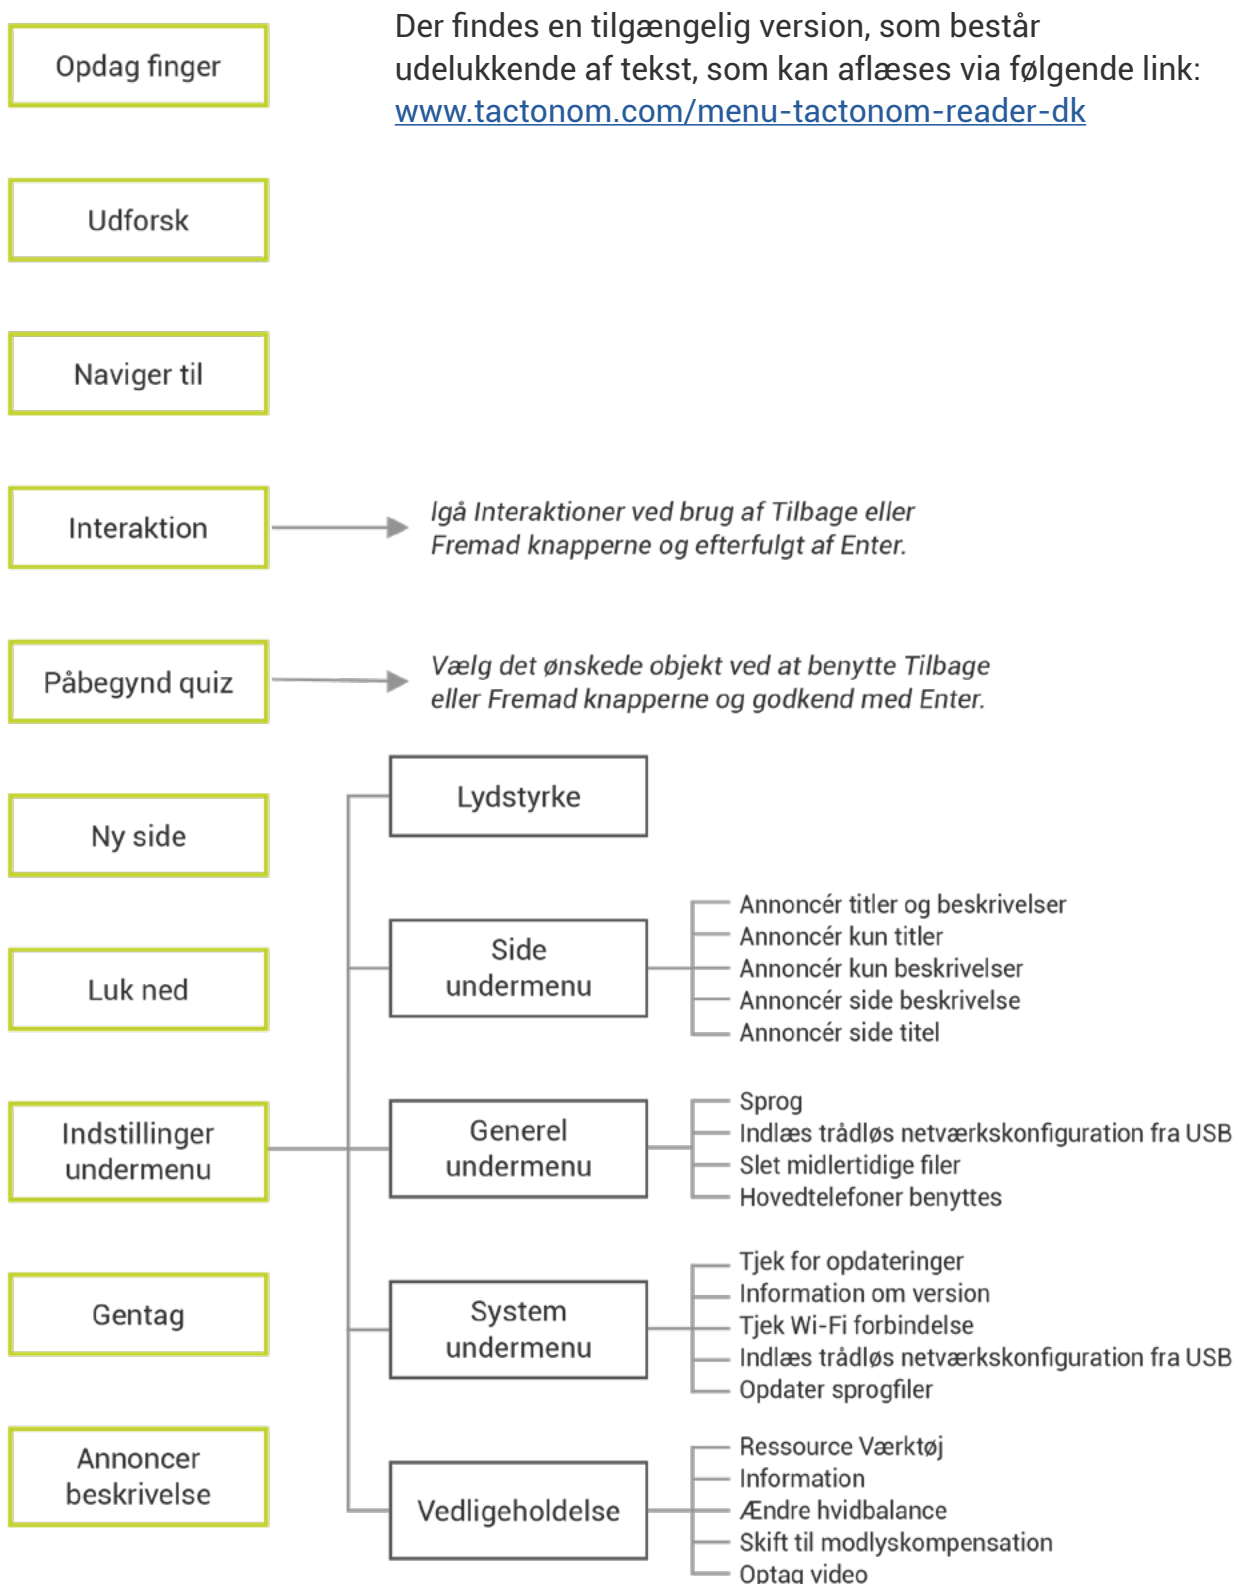 Opdag finger
Der findes en tilgængelig version, som består
udelukkende af tekst, som kan aflæses via følgende link:
www.tactonom.com/menu-tactonom-reader-dk
Udforsk
Naviger til
Interaktion
Igå Interaktioner ved brug af Tilbage eller
Fremad knapperne og efterfulgt af Enter.
Påbegynd quiz
Vælg det ønskede objekt ved at benytte Tilbage
eller Fremad knapperne og godkend med Enter.
Ny side
Luk ned
Indstillinger
undermenu
Lydstyrke
Side
undermenu
Annoncér titler og beskrivelser
Annoncér kun titler
Annoncér kun beskrivelser
Annoncér side beskrivelse
Annoncér side titel
Generel
undermenu
Sprog
Indlæs trådløs netværkskonfiguration fra USB
Slet midlertidige filer
Hovedtelefoner benyttes
System
undermenu
Tjek for opdateringer
Information om version
Tjek Wi-Fi forbindelse
Indlæs trådløs netværkskonfiguration fra USB
Opdater sprogfiler
Vedligeholdelse
Ressource Værktøj
Information
Ændre hvidbalance
Skift til modlyskompensation
Optag video
Gentag
Annoncer
beskrivelse